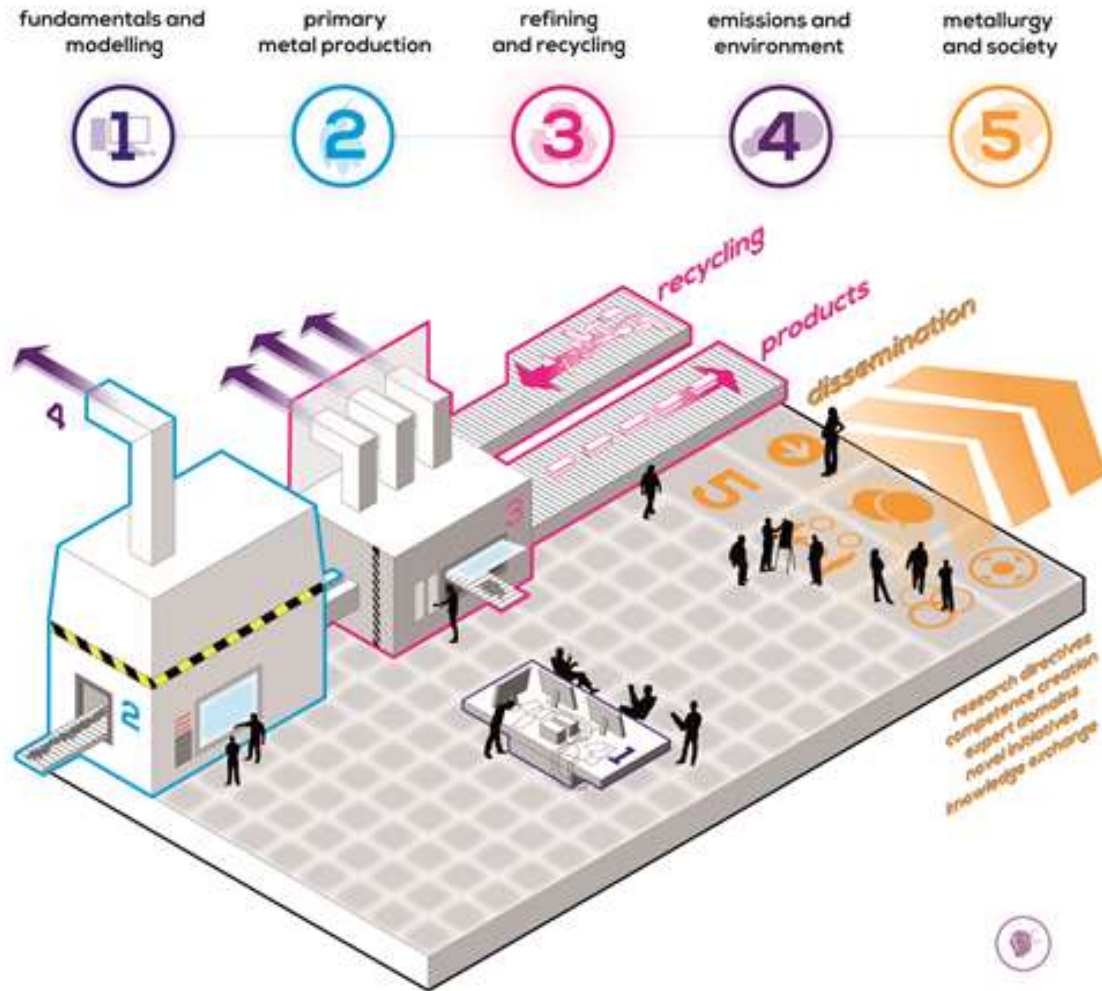 fundamentals and
modelling
primary
metal production
refining
and recycling
emissions and
environment
metallurgy
and society
1
2
3
4
5
recycling
products
dissemination
4
3
5
2
1
research directives
competence creation
expert domains
novel initiatives
knowledge exchange